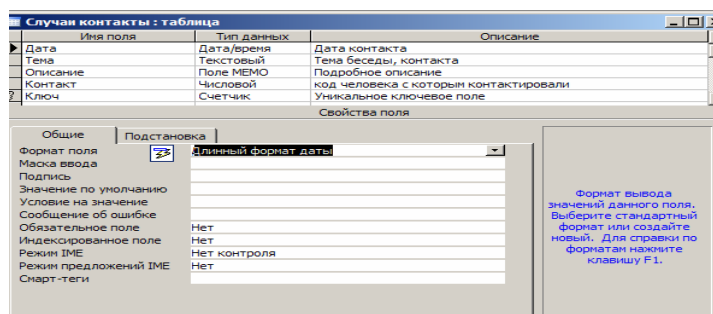 Случаи контакты : таблица
Имя поля Тип данных Описание
Дата Дата/время Дата контакта
Тема Текстовый Тема беседы, контакта
Описание Поле MEMO Подробное описание
Контакт Числовой код человека с которым контактировали
Ключ Счетчик Уникальное ключевое поле
Свойства поля
Общие Подстановка
Формат поля Длинный формат даты
Маска ввода
Подпись
Значение по умолчанию
Условие на значение
Сообщение об ошибке
Обязательное поле Нет
Индексированное поле Нет
Режим IME Нет контроля
Режим предложений IME Нет
Смарт-теги
Формат вывода
значений данного поля.
Выберите стандартный
формат или создайте
новый. Для справки по
форматам нажмите
клавишу F1.